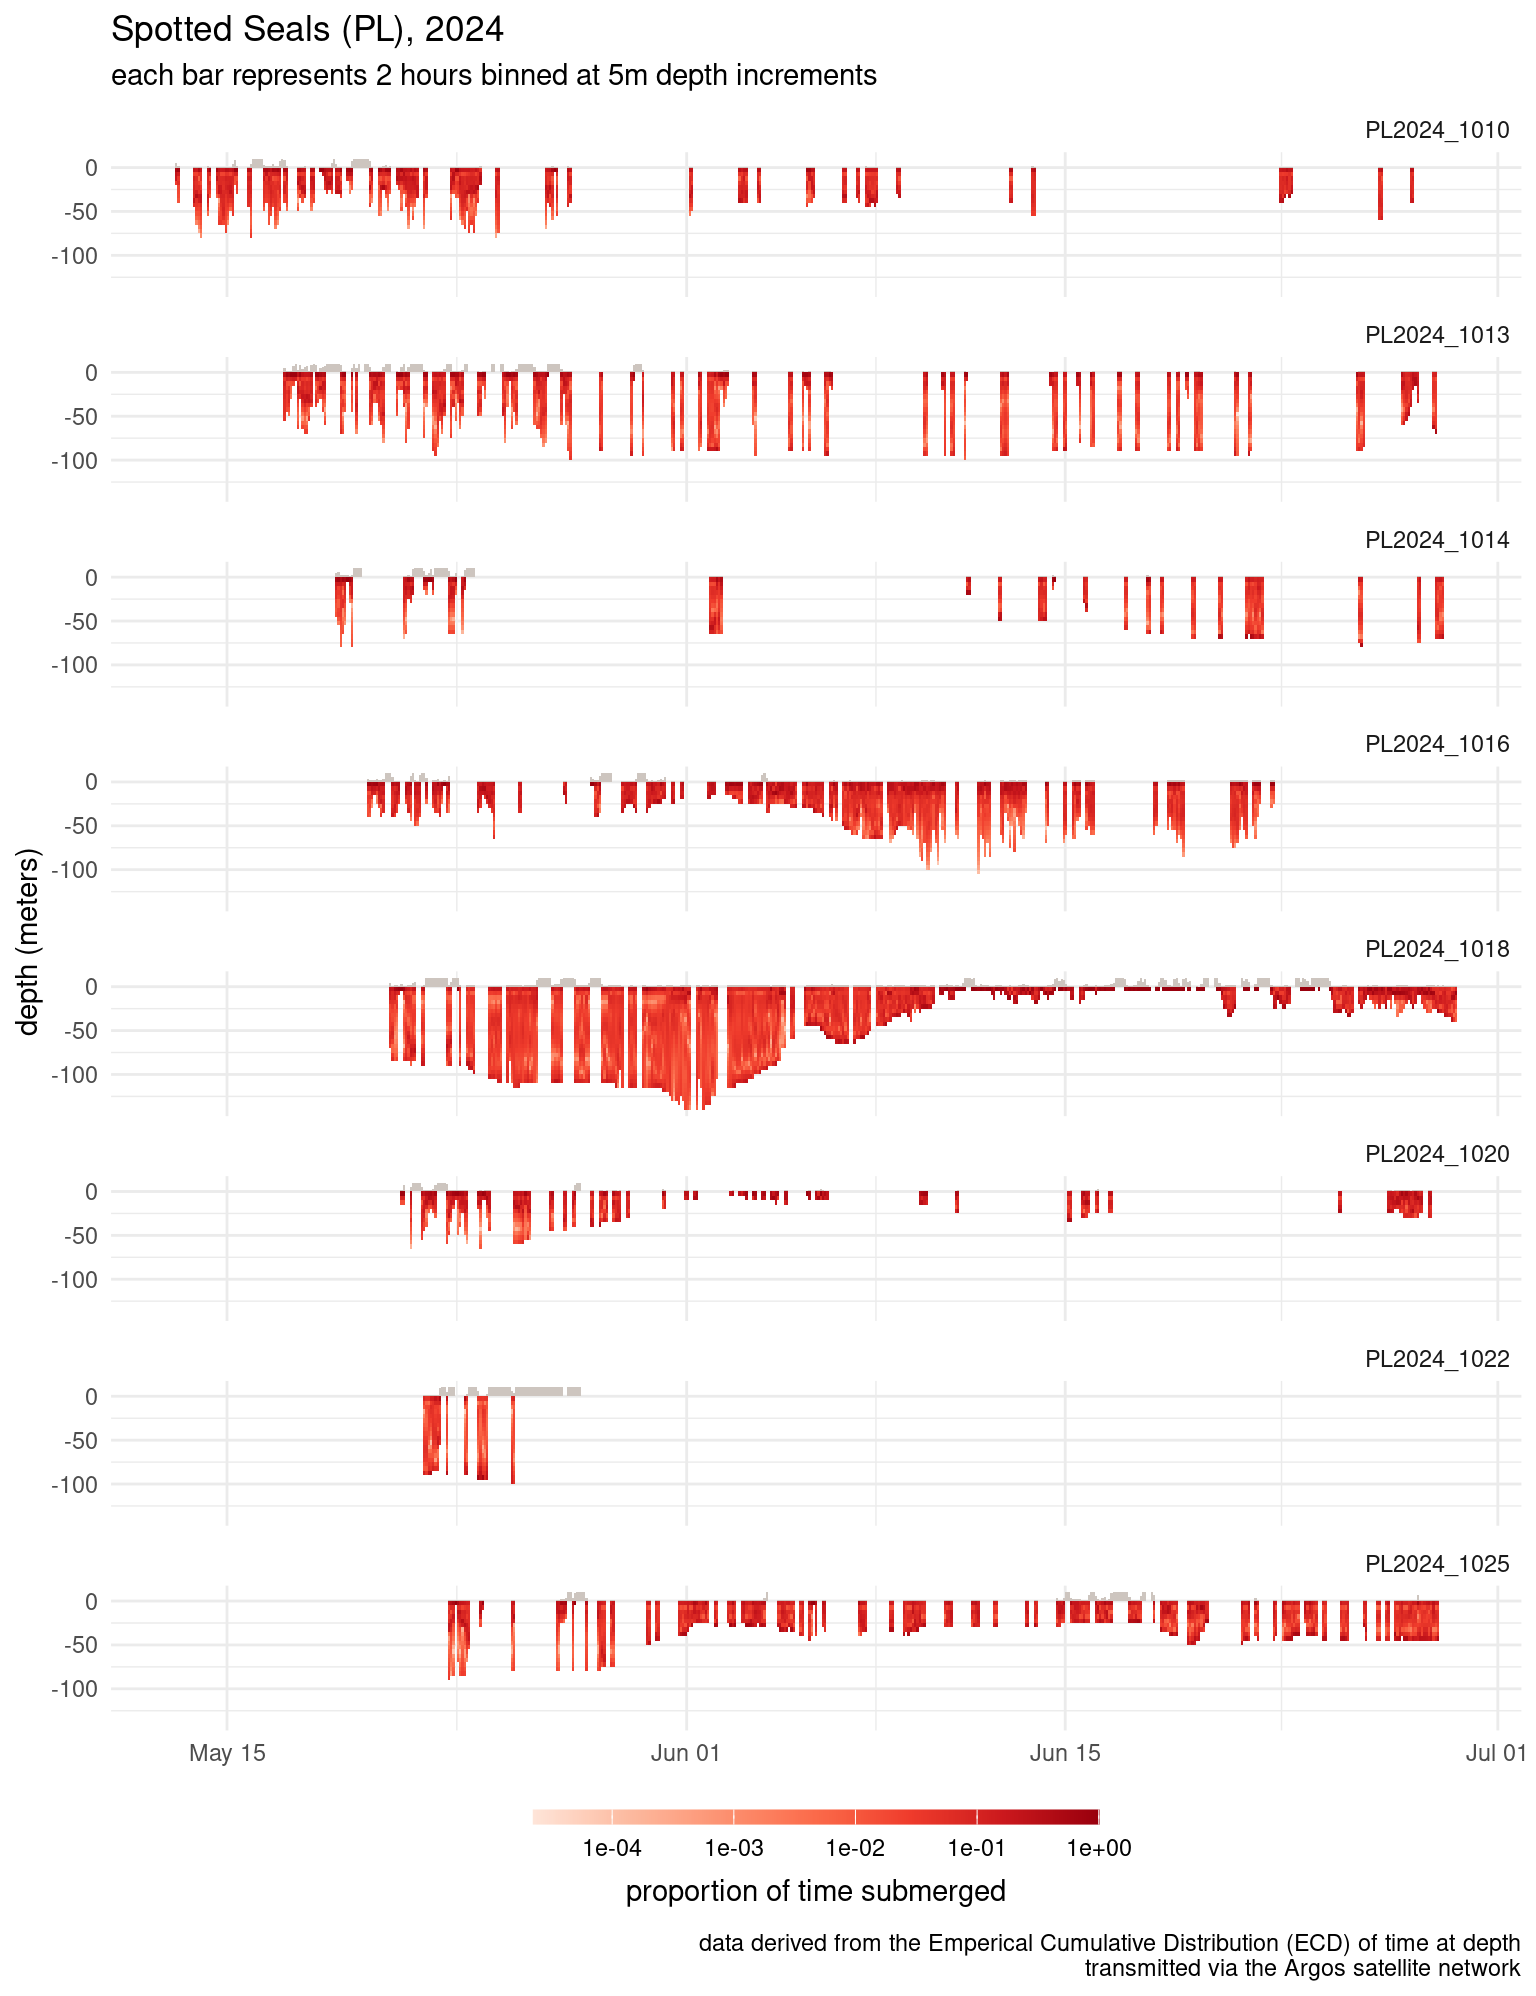 Spotted Seals (PL), 2024
each bar represents 2 hours binned at 5m depth increments
PL2024_1010
0
-50
-100
PL2024_1013
0
-50
-100
PL2024_1014
0
-50
-100
PL2024_1016
0
-50
-100
PL2024_1018
0
-50
-100
PL2024_1020
0
-50
-100
PL2024_1022
0
-50
-100
PL2024_1025
0
-50
-100
depth (meters)
May 15 Jun 01 Jun 15 Jul 01
1e-04 1e-03 1e-02 1e-01 1e+00
proportion of time submerged
data derived from the Emperical Cumulative Distribution (ECD) of time at depth
transmitted via the Argos satellite network